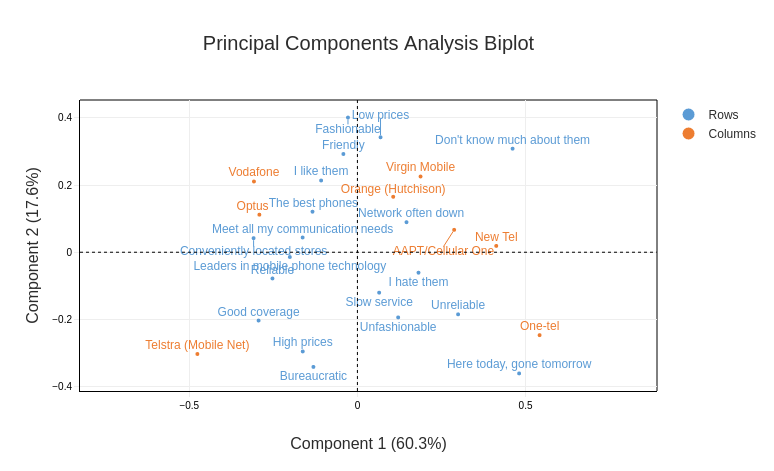 Principal Components Analysis Biplot
Rows
Columns
Component 2 (17.6%)
0.4
0.2
0
−0.2
−0.4
Low prices
Fashionable
Friendly
Don't know much about them
Vodafone
I like them
Virgin Mobile
Orange (Hutchison)
Optus
The best phones
Network often down
Meet all my communication needs
New Tel
Conveniently located stores
AAPT/Cellular One
Leaders in mobile phone technology
Reliable
I hate them
Slow service
Unreliable
Good coverage
Unfashionable
One-tel
Telstra (Mobile Net)
High prices
Here today, gone tomorrow
Bureaucratic
−0.5
0
0.5
Component 1 (60.3%)